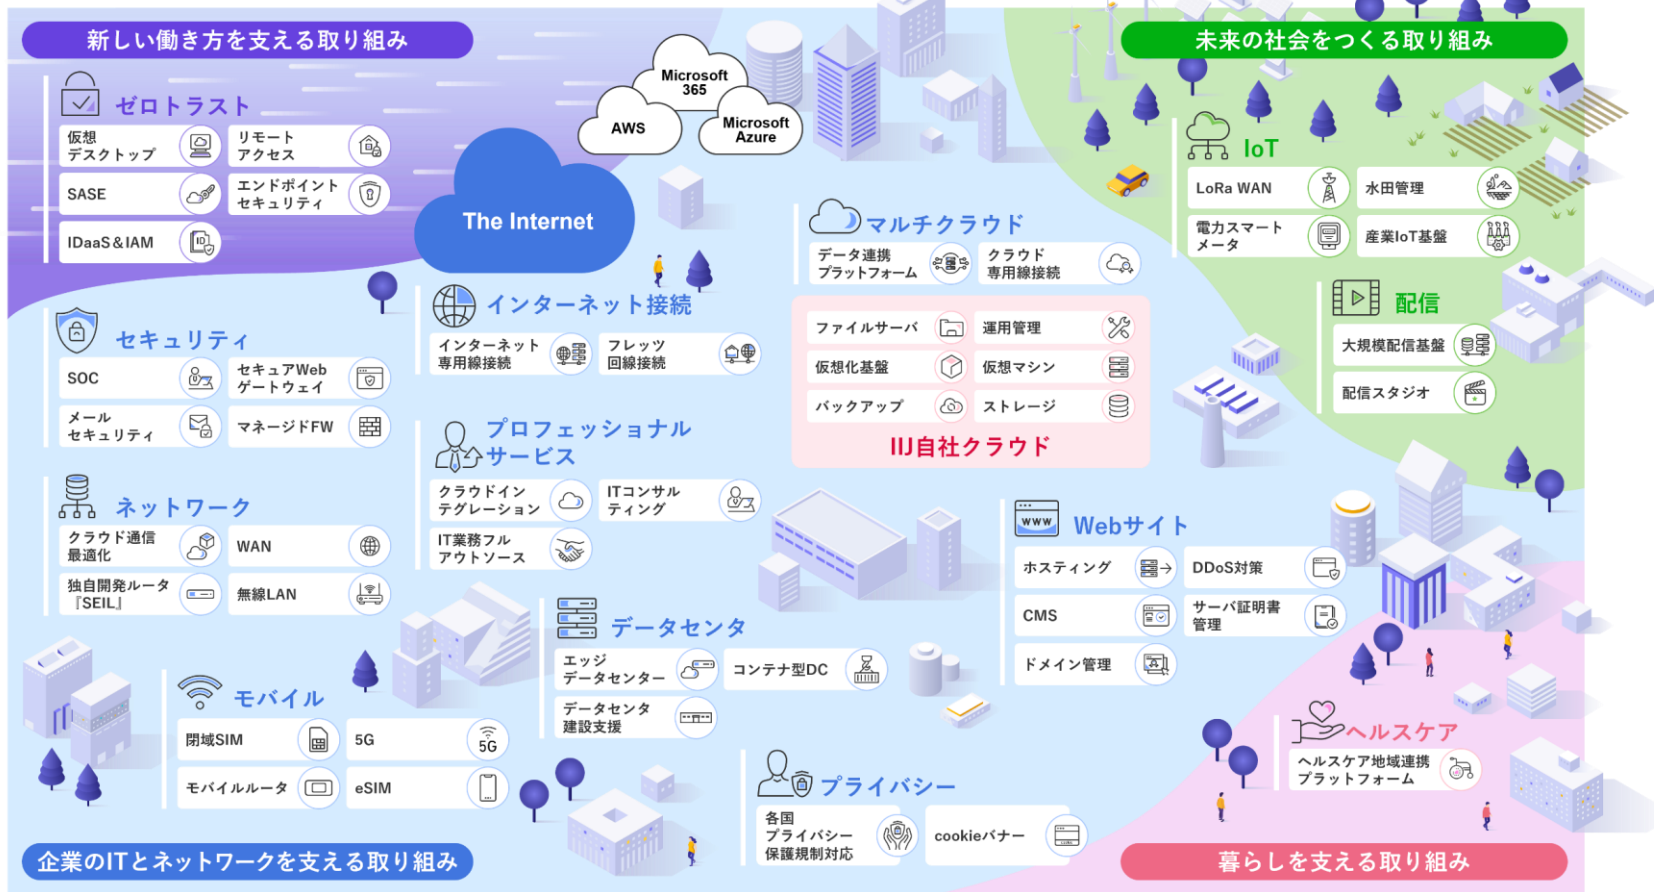 新しい働き方を支える取り組み
ゼロトラスト
仮想
デスクトップ
リモート
アクセス
SASE
エンドポイント
セキュリティ
IDaaS＆IAM
The Internet
Microsoft
365
AWS
Microsoft
Azure
未来の社会をつくる取り組み
IoT
LoRa WAN
水田管理
電力スマート
メータ
産業IoT基盤
配信
大規模配信基盤
配信スタジオ
マルチクラウド
データ連携
プラットフォーム
クラウド
専用線接続
ファイルサーバ
運用管理
仮想化基盤
仮想マシン
バックアップ
ストレージ
IIJ自社クラウド
インターネット接続
インターネット
専用線接続
フレッツ
回線接続
セキュリティ
SOC
セキュアWeb
ゲートウェイ
メール
セキュリティ
マネージドFW
プロフェッショナル
サービス
クラウドイン
テグレーション
ITコンサル
ティング
IT業務フル
アウトソース
ネットワーク
クラウド通信
最適化
WAN
独自開発ルータ
『SEIL』
無線LAN
WWW
Webサイト
ホスティング
DDoS対策
CMS
サーバ証明書
管理
ドメイン管理
データセンタ
エッジ
データセンター
コンテナ型DC
データセンタ
建設支援
モバイル
閉域SIM
5G
5G
モバイルルータ
eSIM
プライバシー
各国
プライバシー
保護規制対応
cookieバナー
ヘルスケア
ヘルスケア地域連携
プラットフォーム
企業のITとネットワークを支える取り組み
暮らしを支える取り組み